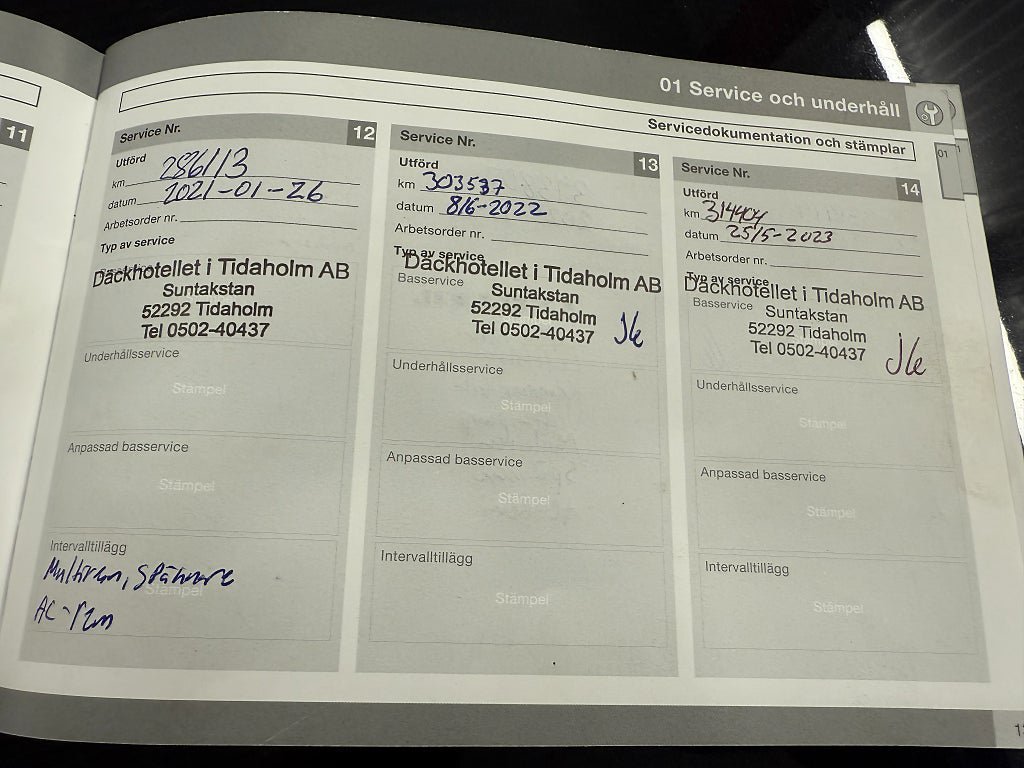 01 Service och underhåll
Servicedokumentation och stämplar
01
11
Service Nr. 12
Utförd
km 286113
datum 2021-01-26
Arbetsorder nr.
Typ av service
Däckhotellet i Tidaholm AB
Suntakstan
52292 Tidaholm
Tel 0502-40437
Underhållsservice
Stämpel
Anpassad basservice
Stämpel
Intervalltillägg
Multirem, Spännare
Stämpel
AC-rem
Service Nr. 13
Utförd
km 303537
datum 8/6-2022
Arbetsorder nr.
Typ av service
Däckhotellet i Tidaholm AB
Basservice
Suntakstan
52292 Tidaholm
Tel 0502-40437
Underhållsservice
Stämpel
Anpassad basservice
Stämpel
Intervalltillägg
Stämpel
Service Nr. 14
Utförd
km 314404
datum 25/5-2023
Arbetsorder nr.
Typ av service
Däckhotellet i Tidaholm AB
Basservice
Suntakstan
52292 Tidaholm
Tel 0502-40437
Underhållsservice
Stämpel
Anpassad basservice
Stämpel
Intervalltillägg
Stämpel